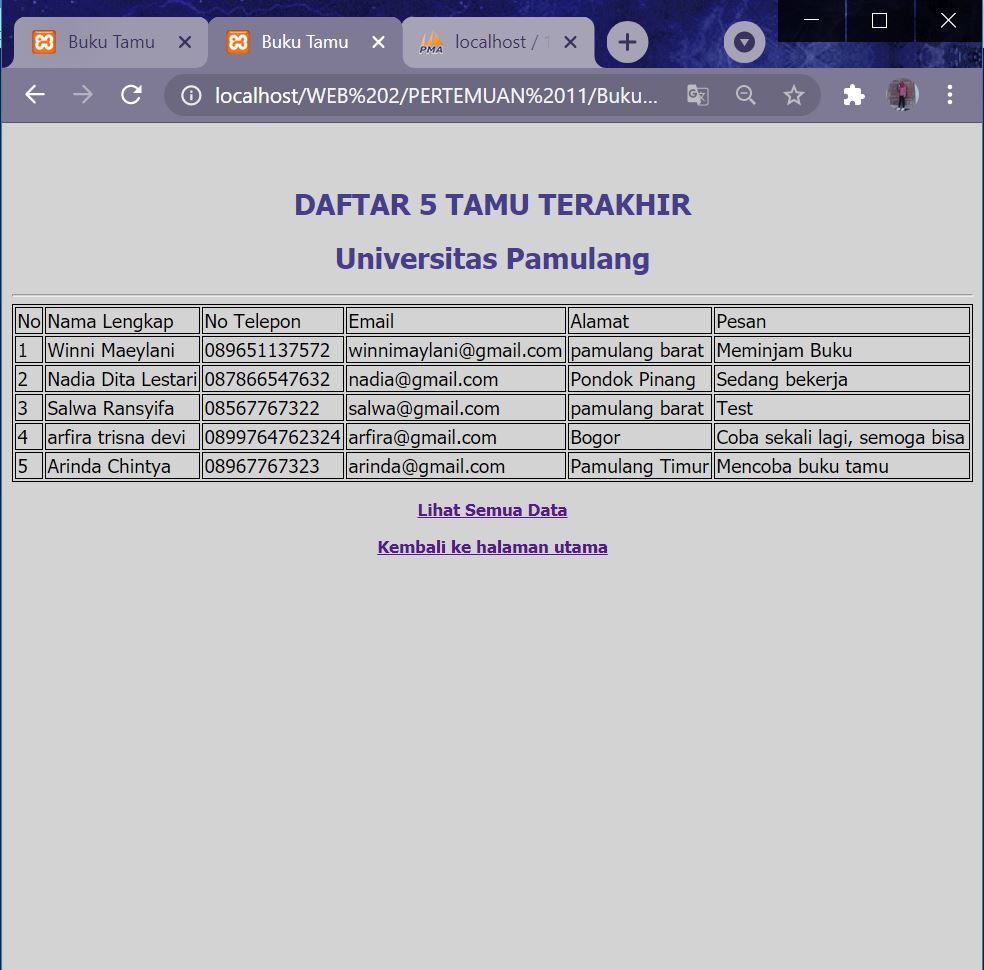 Buku Tamu Buku Tamu localhost /
localhost/WEB%202/PERTEMUAN%2011/Buku...
DAFTAR 5 TAMU TERAKHIR
Universitas Pamulang
No Nama Lengkap No Telepon Email Alamat Pesan
1 Winni Maeylani 089651137572 winnimaylani@gmail.com pamulang barat Meminjam Buku
2 Nadia Dita Lestari 087866547632 nadia@gmail.com Pondok Pinang Sedang bekerja
3 Salwa Ransyifa 08567767322 salwa@gmail.com pamulang barat Test
4 arfira trisna devi 0899764762324 arfira@gmail.com Bogor Coba sekali lagi, semoga bisa
5 Arinda Chintya 08967767323 arinda@gmail.com Pamulang Timur Mencoba buku tamu
Lihat Semua Data
Kembali ke halaman utama